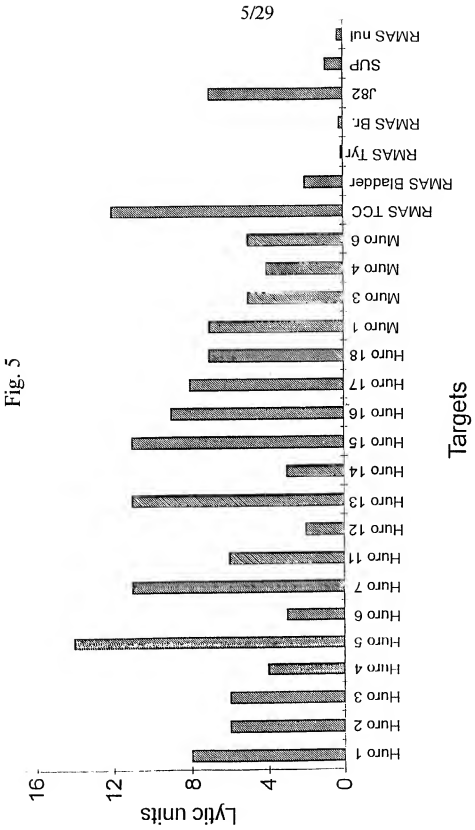 5/29
Fig. 5
Lytic units
16
12
8
4
0
Huro 1
Huro 2
Huro 3
Huro 4
Huro 5
Huro 6
Huro 7
Huro 11
Huro 12
Huro 13
Huro 14
Huro 15
Huro 16
Huro 17
Huro 18
Muro 1
Muro 3
Muro 4
Muro 6
RMAS TCC
RMAS Bladder
RMAS Tyr
RMAS Br.
J82
SUP
RMAS nul
Targets